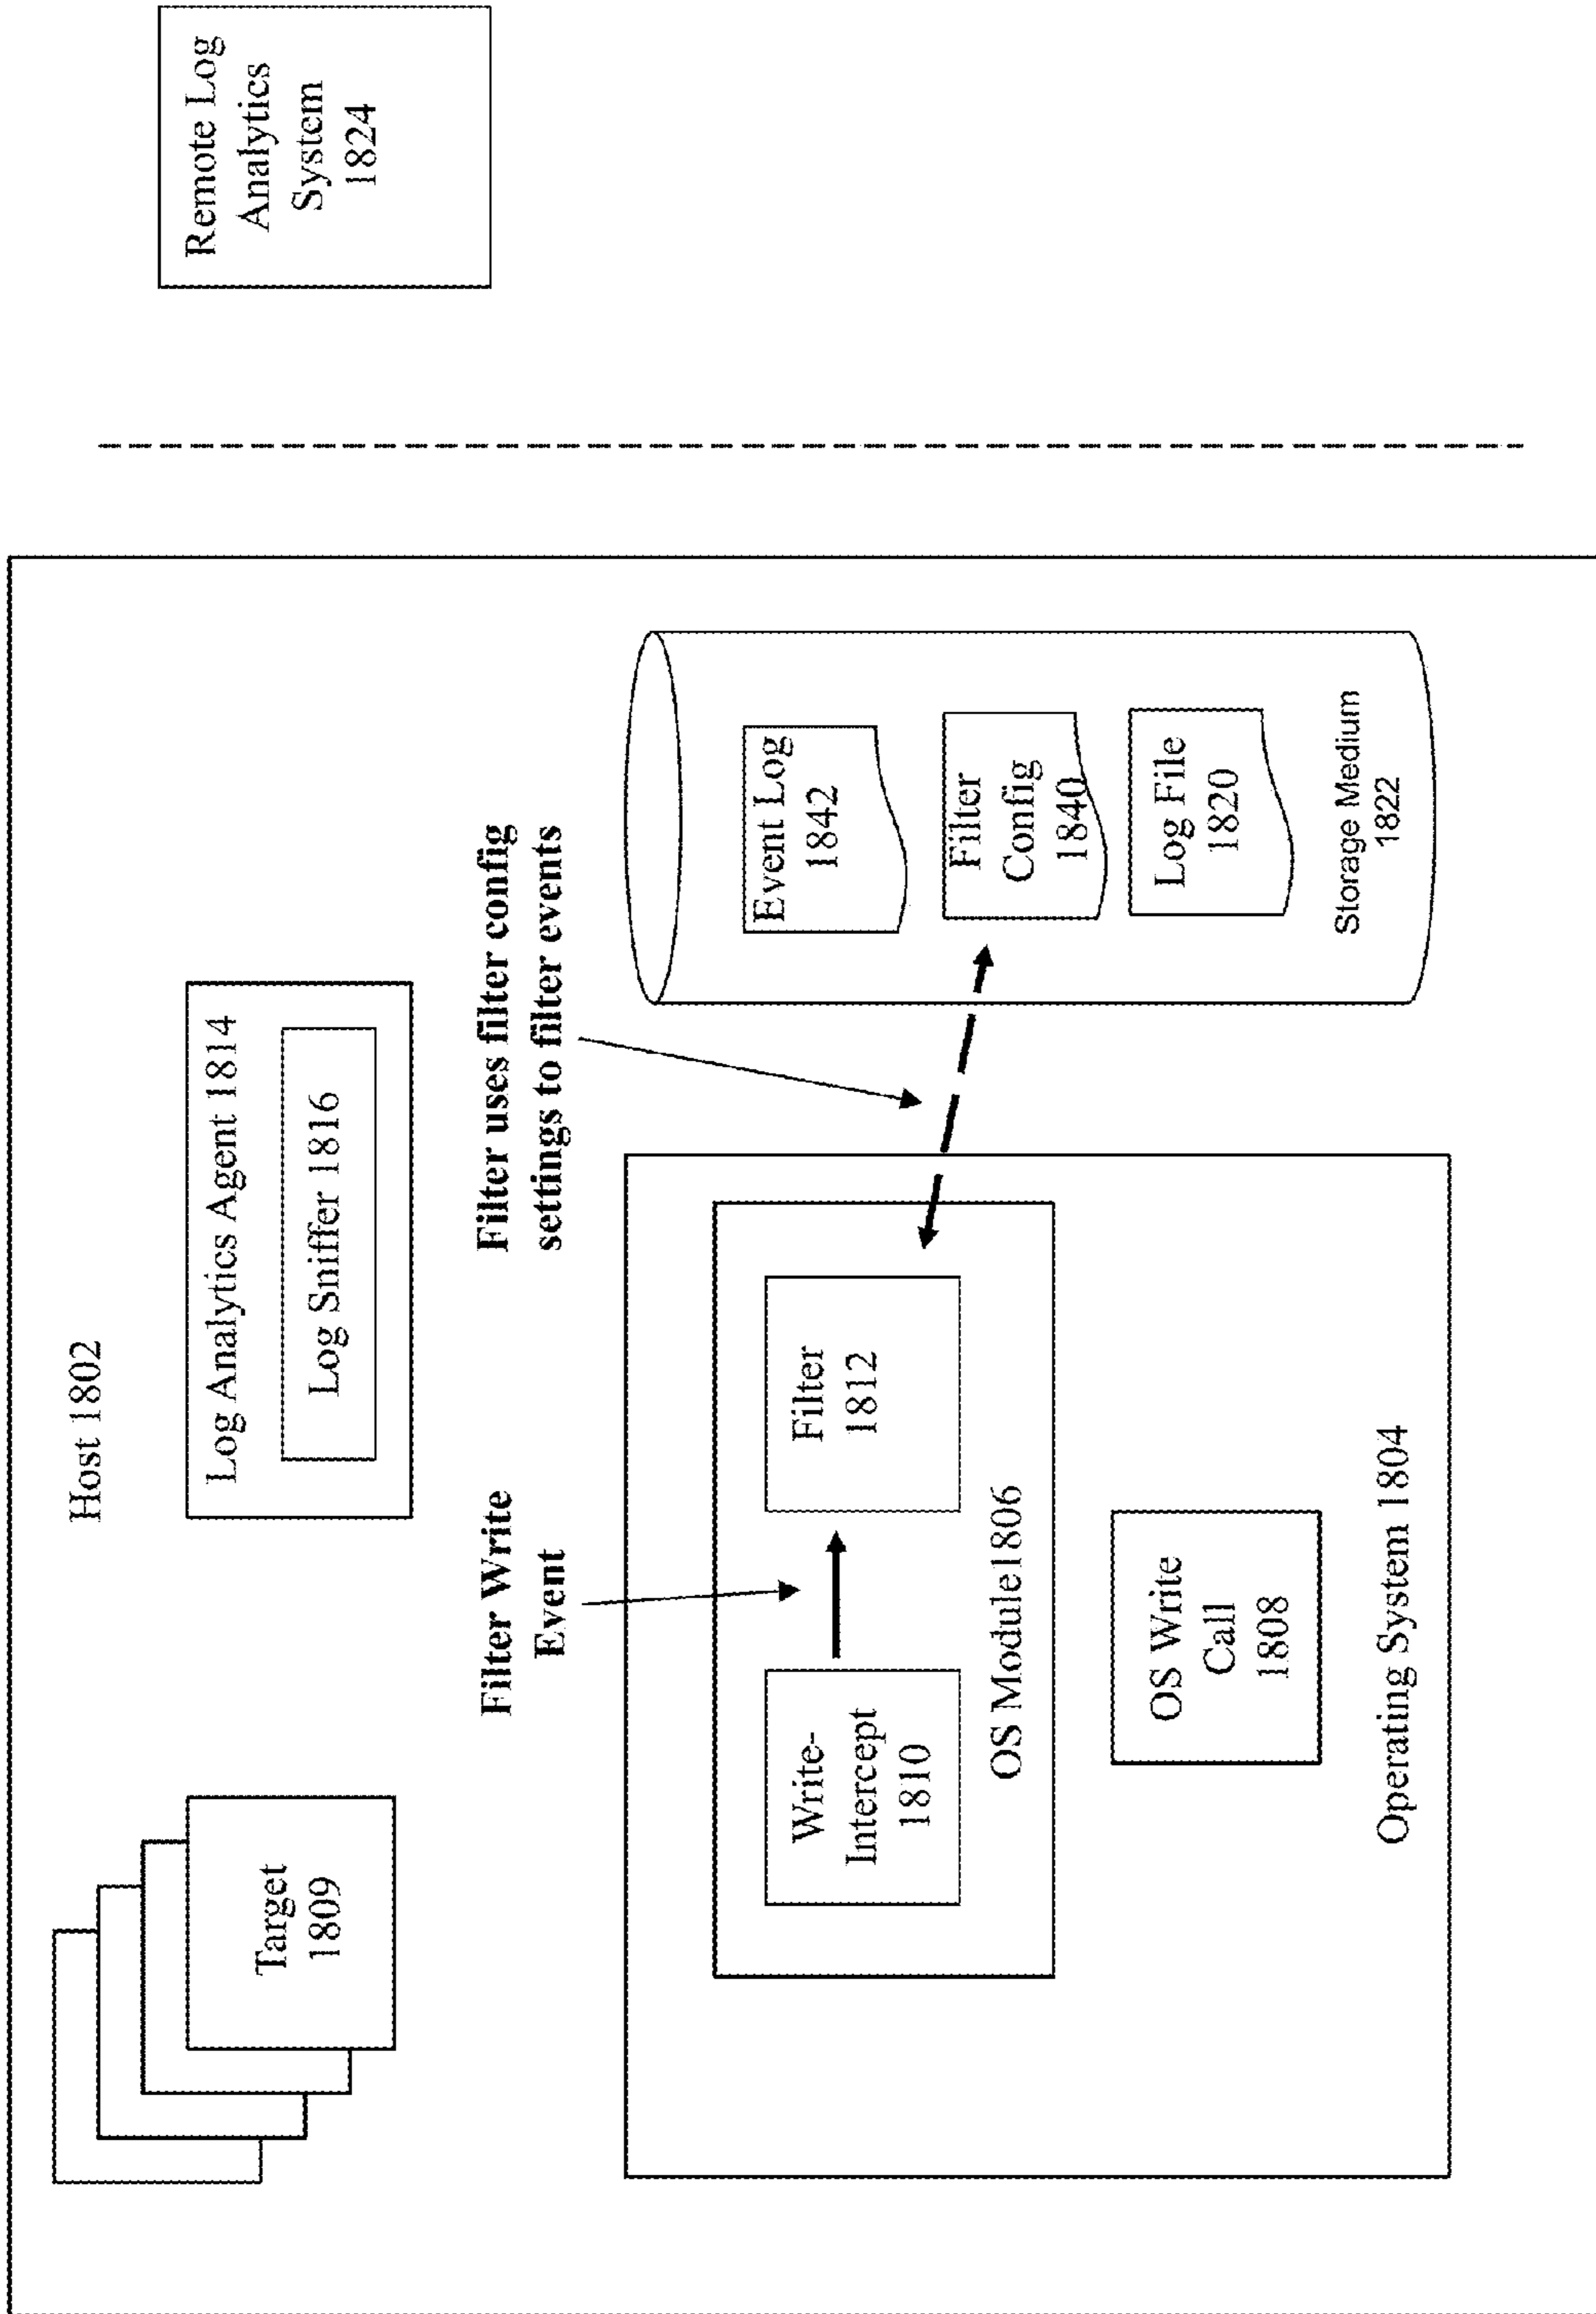 Host 1802
Remote Log
Analytics
System
1824
Target
1809
Log Analytics Agent 1814
Log Sniffer 1816
Filter Write
Event
Filter uses filter config
settings to filter events
Write-
Intercept
1810
Filter
1812
OS Module1806
OS Write
Call
1808
Operating System 1804
Event Log
1842
Filter
Config
1840
Log File
1820
Storage Medium
1822